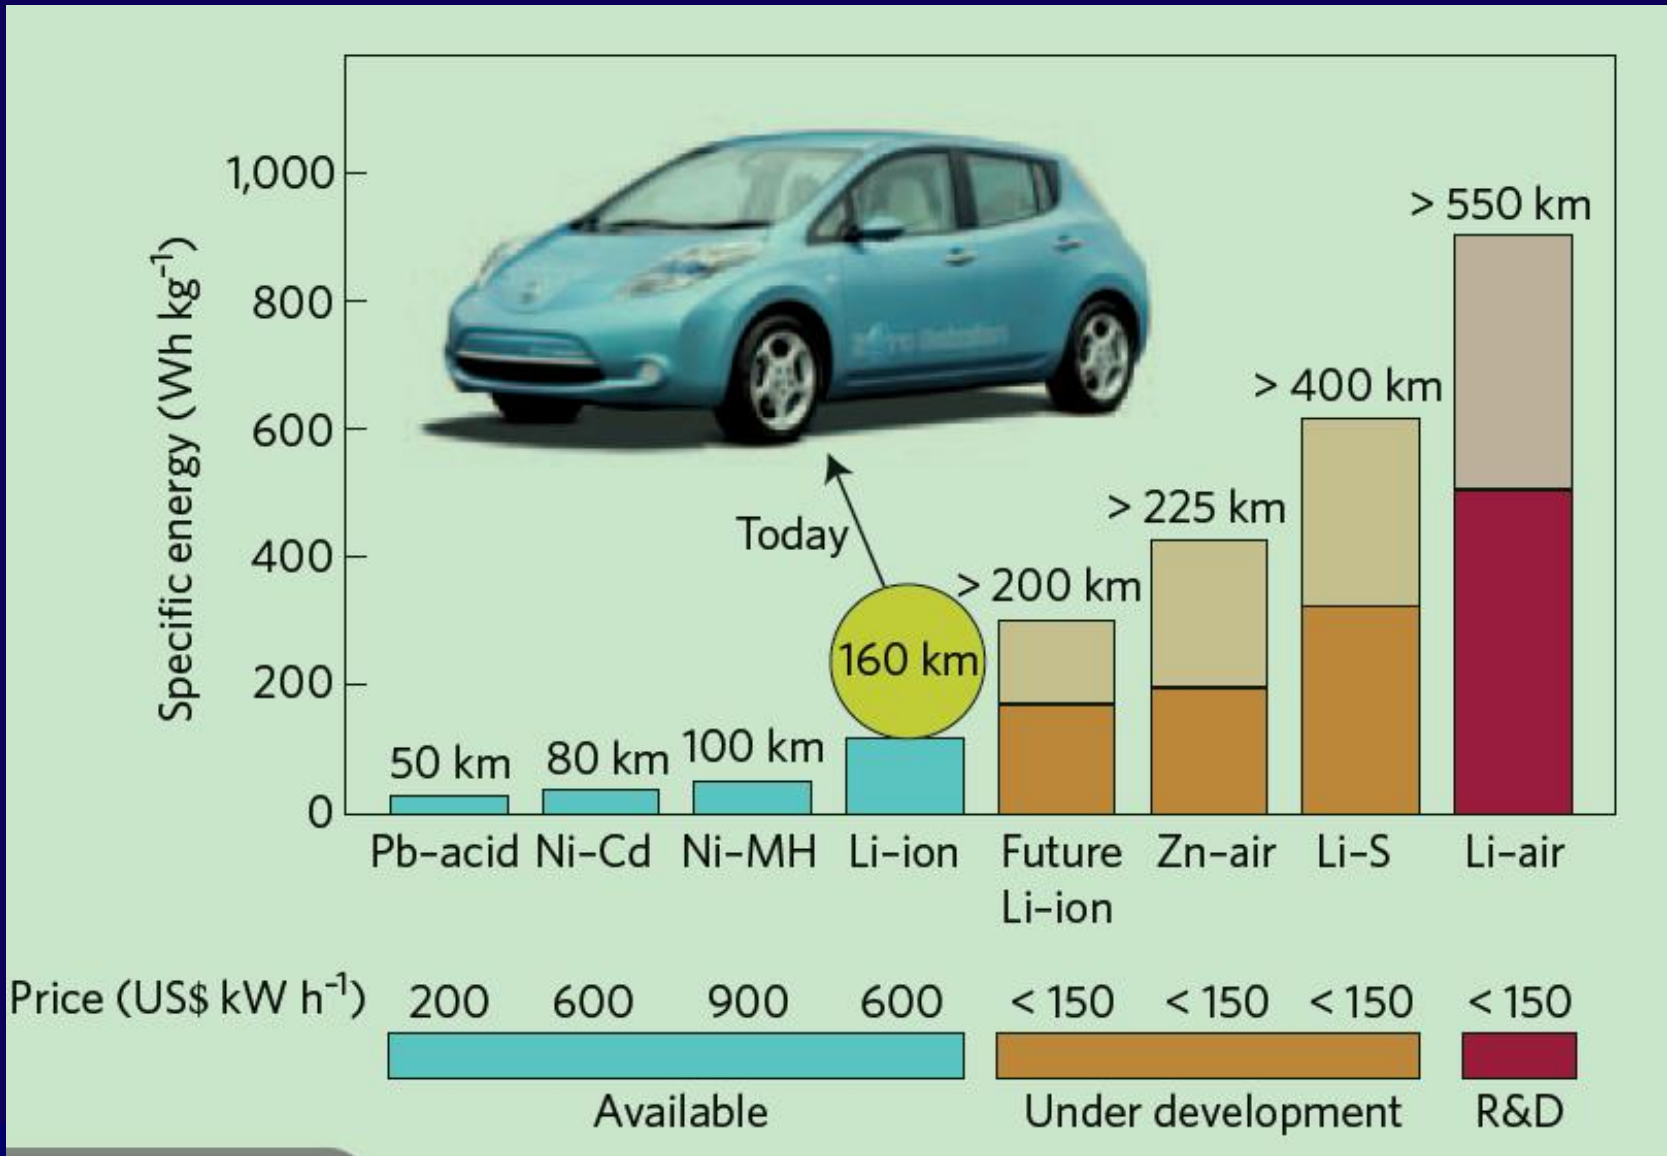 1,000
800
600
400
200
0
Specific energy (Wh kg⁻¹)
> 550 km
> 400 km
> 225 km
> 200 km
Today
160 km
100 km
80 km
50 km
Pb–acid Ni–Cd Ni–MH Li–ion Future Zn–air Li–S Li–air
Li–ion
Price (US$ kW h⁻¹) 200 600 900 600 < 150 < 150 < 150 < 150
Available Under development R&D